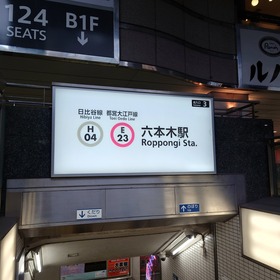 124 B1F
SEATS
ル
3
日比谷線 都営大江戸線
Hibiya Line Toei Oedo Line
H
04
E
23
六本木駅
Roppongi Sta.